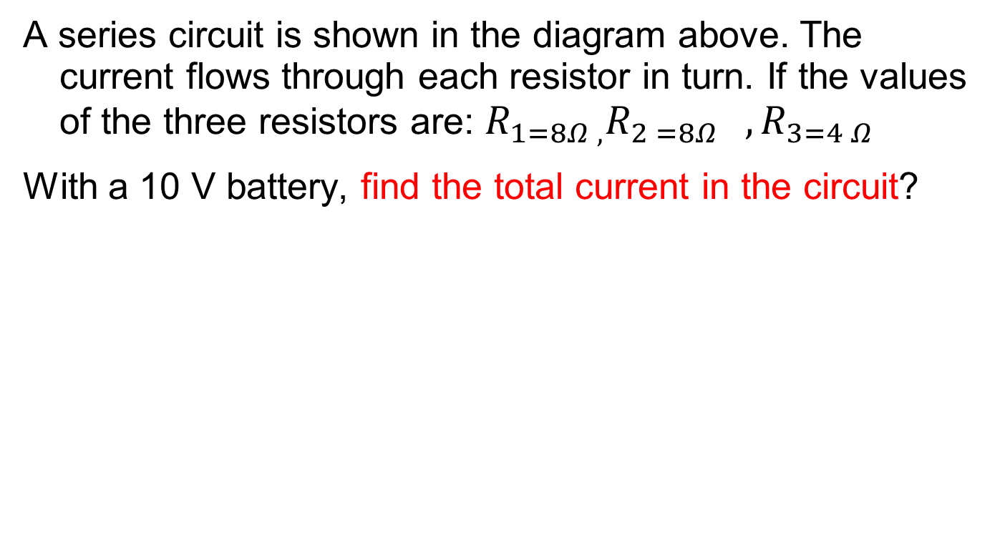 A series circuit is shown in the diagram above. The
current flows through each resistor in turn. If the values
of the three resistors are: R₁₌₈Ω , R₂ ₌₈Ω , R₃₌₄ Ω
With a 10 V battery, find the total current in the circuit?